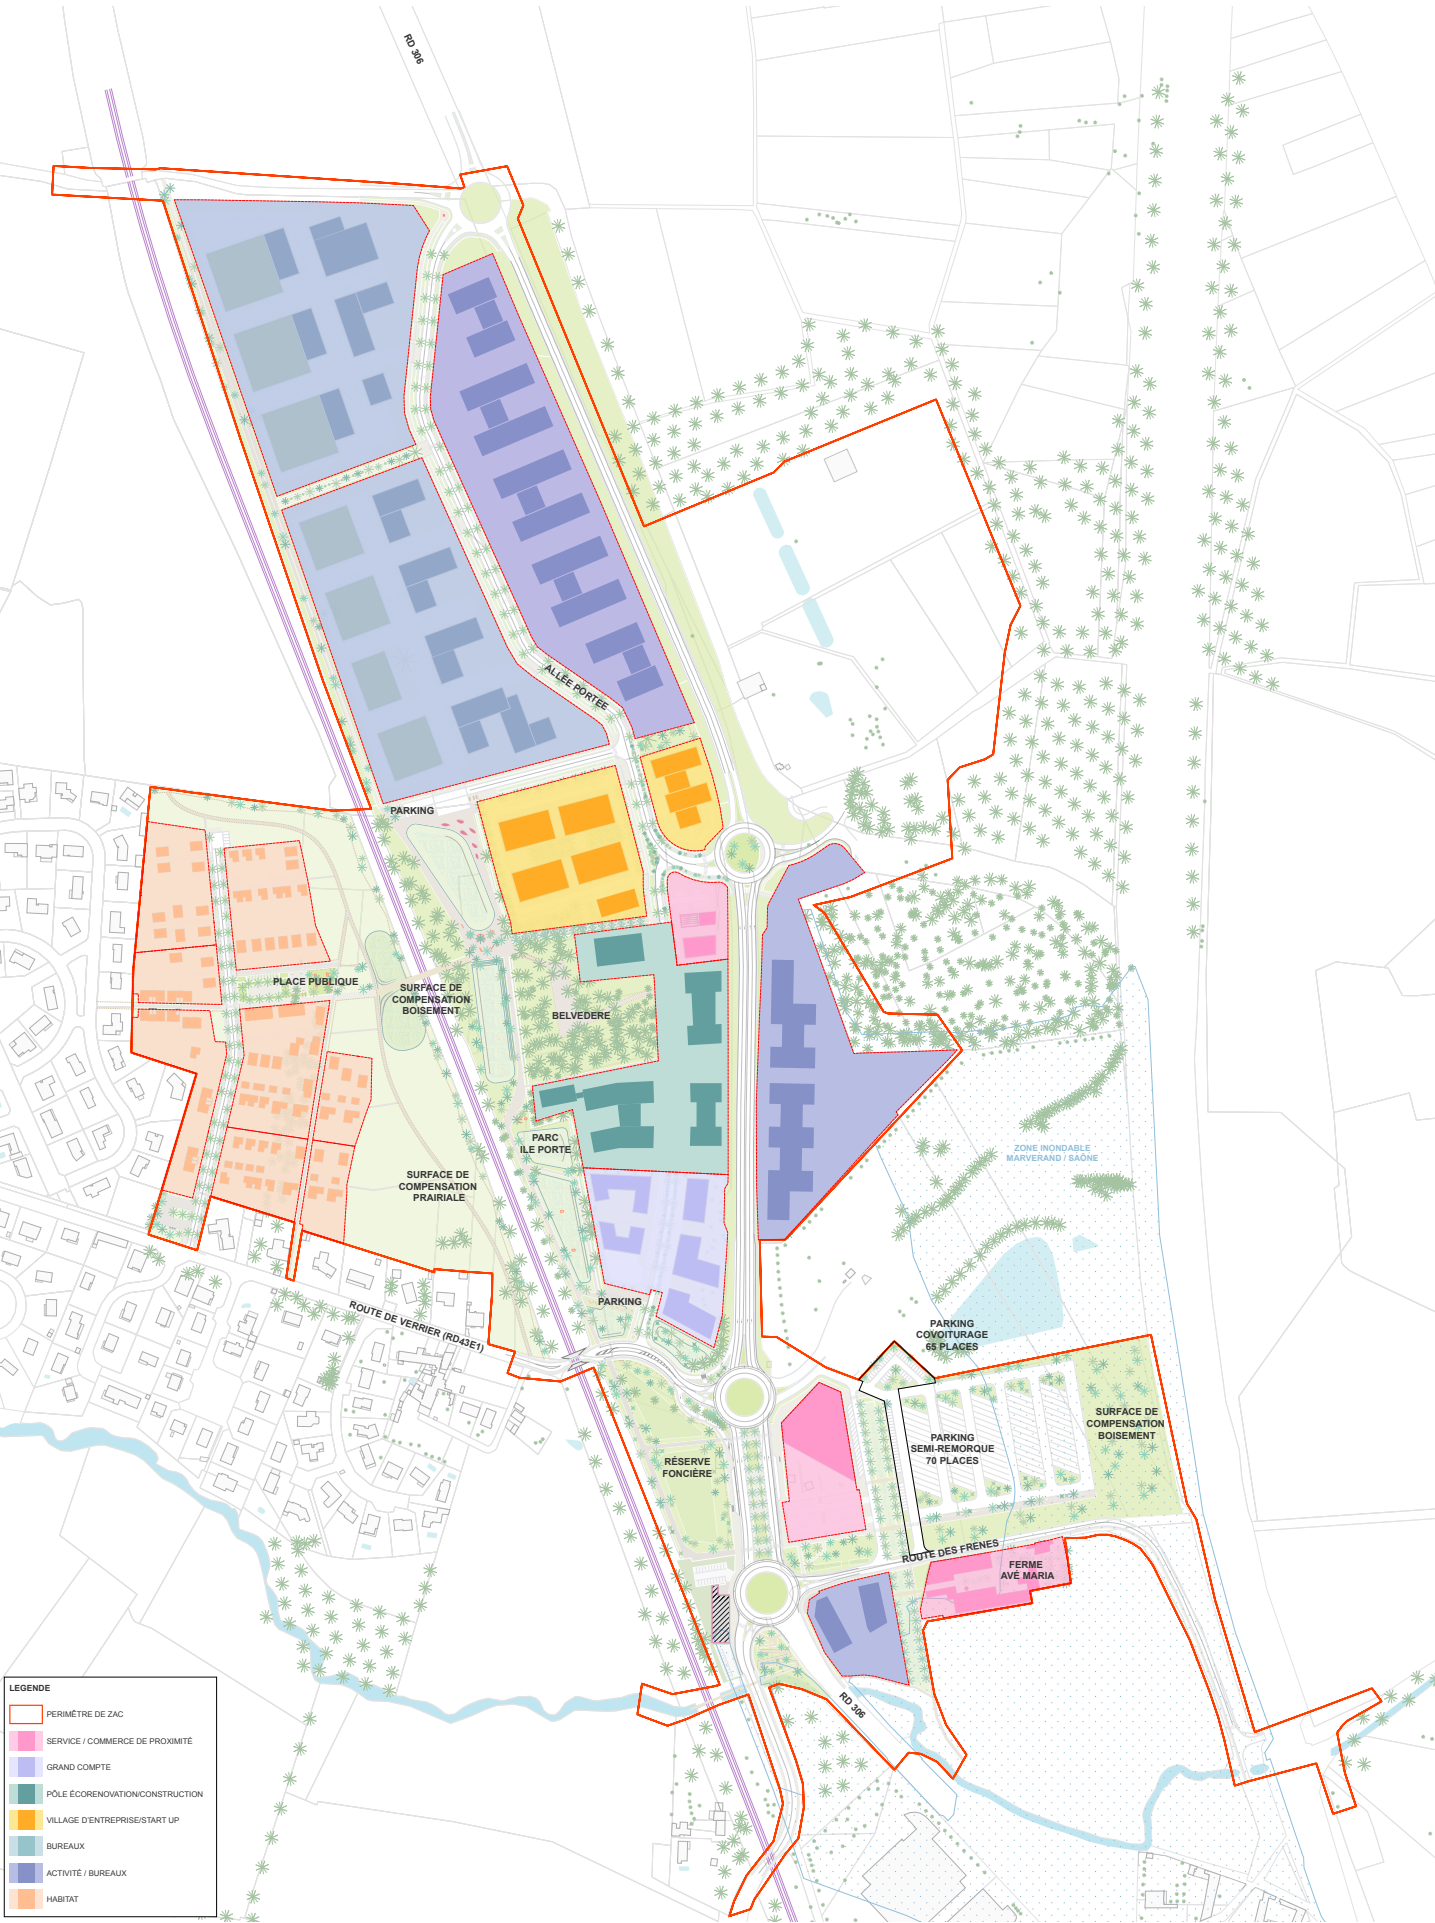 RD 306
ALLÉE PORTÉE
PARKING
PLACE PUBLIQUE
SURFACE DE
COMPENSATION
BOISEMENT
BELVEDERE
PARC
ILE PORTE
SURFACE DE
COMPENSATION
PRAIRIALE
ZONE INONDABLE
MARVERAND / SAÔNE
PARKING
ROUTE DE VERRIER (RD43E1)
PARKING
COVOITURAGE
65 PLACES
SURFACE DE
COMPENSATION
BOISEMENT
PARKING
SEMI-REMORQUE
70 PLACES
RÉSERVE
FONCIÈRE
ROUTE DES FRENES
FERME
AVÉ MARIA
RD 306
LEGENDE
PERIMÈTRE DE ZAC
SERVICE / COMMERCE DE PROXIMITÉ
GRAND COMPTE
PÔLE ÉCORENOVATION/CONSTRUCTION
VILLAGE D'ENTREPRISE/START UP
BUREAUX
ACTIVITÉ / BUREAUX
HABITAT